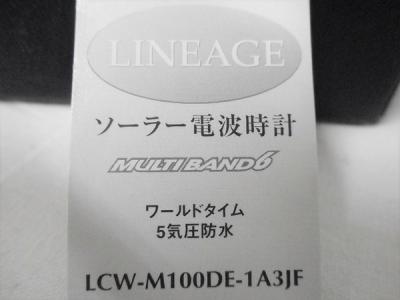 LINEAGE
ソーラー電波時計
MULTI BAND 6
ワールドタイム
5気圧防水
LCW-M100DE-1A3JF